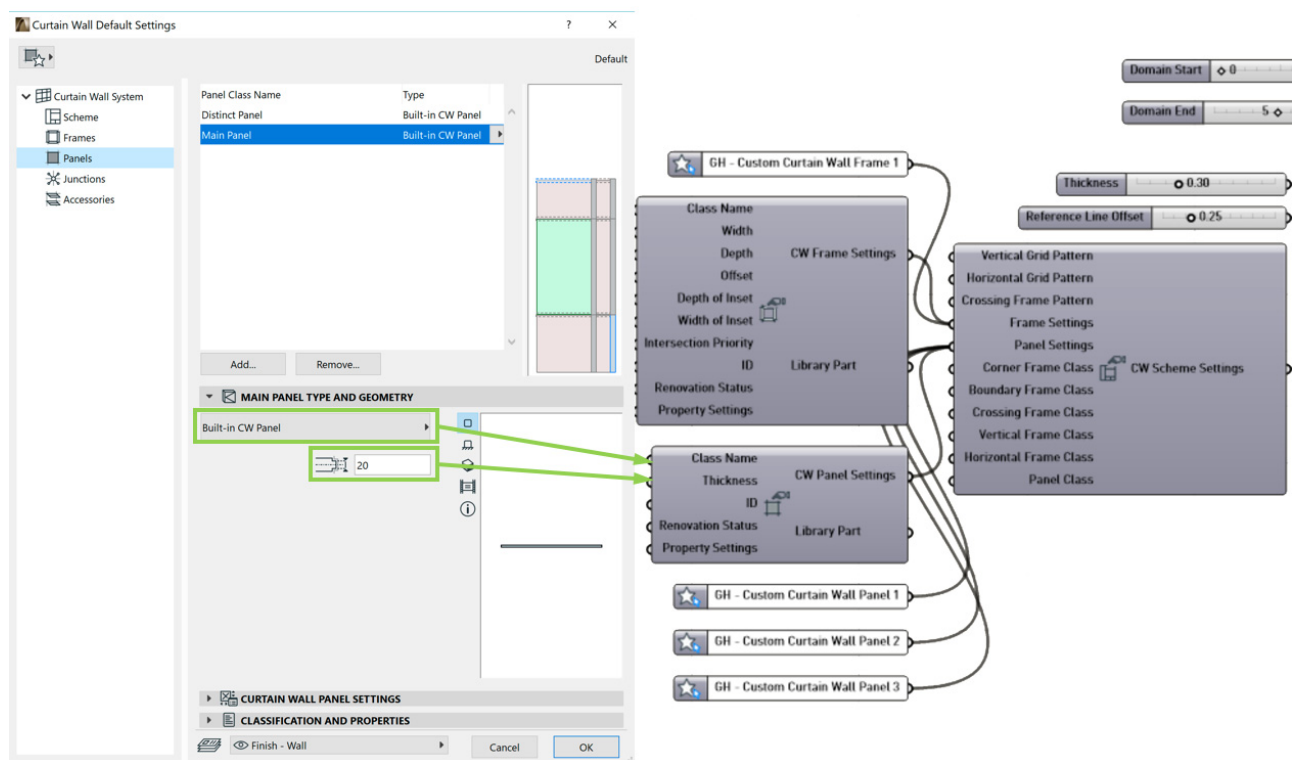 Curtain Wall Default Settings
?
Default
Curtain Wall System
Scheme
Frames
Panels
Junctions
Accessories
Panel Class Name Type
Distinct Panel Built-in CW Panel
Main Panel Built-in CW Panel
Add... Remove...
MAIN PANEL TYPE AND GEOMETRY
Built-in CW Panel
20
CURTAIN WALL PANEL SETTINGS
CLASSIFICATION AND PROPERTIES
Finish - Wall
Cancel OK
Domain Start 0
Domain End 5
GH - Custom Curtain Wall Frame 1
Thickness 0.30
Reference Line Offset 0.25
Class Name
Width
Depth
Offset
Depth of Inset
Width of Inset
Intersection Priority
ID
Renovation Status
Property Settings
CW Frame Settings
Library Part
Vertical Grid Pattern
Horizontal Grid Pattern
Crossing Frame Pattern
Frame Settings
Panel Settings
Corner Frame Class
Boundary Frame Class
Crossing Frame Class
Vertical Frame Class
Horizontal Frame Class
Panel Class
CW Scheme Settings
Class Name
Thickness
ID
Renovation Status
Property Settings
CW Panel Settings
Library Part
GH - Custom Curtain Wall Panel 1
GH - Custom Curtain Wall Panel 2
GH - Custom Curtain Wall Panel 3